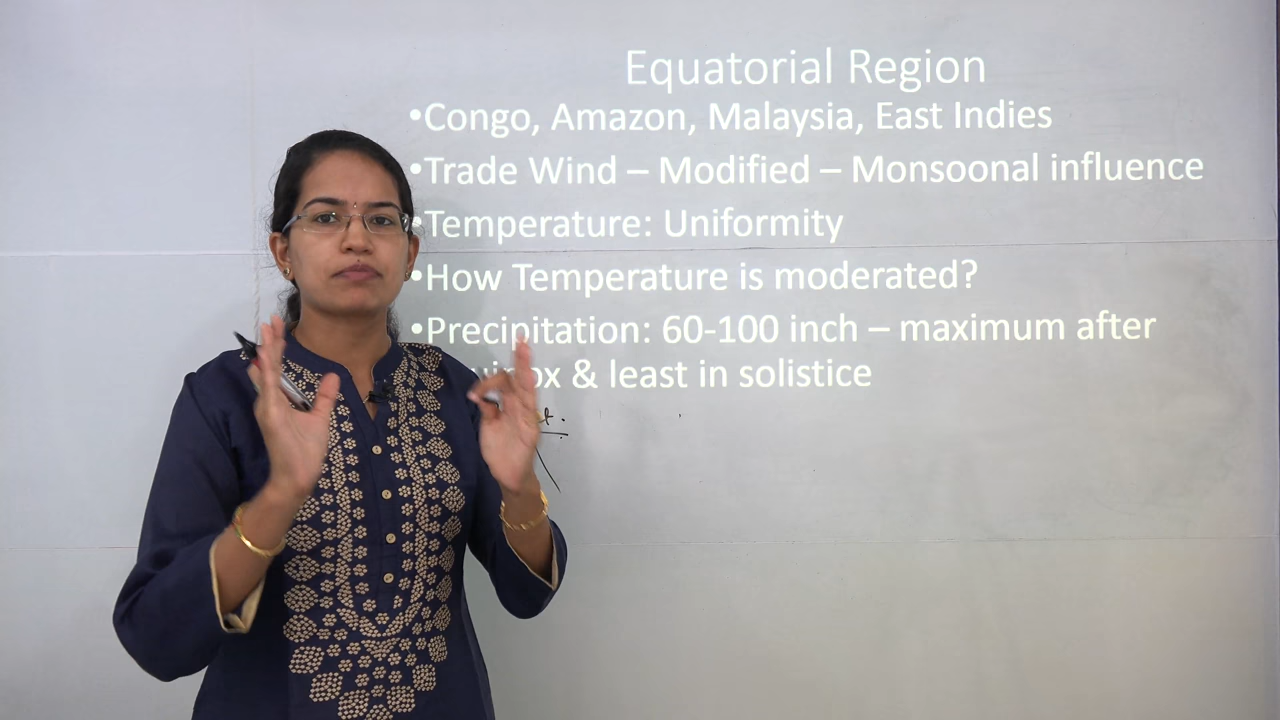 Equatorial Region
•Congo, Amazon, Malaysia, East Indies
•Trade Wind – Modified – Monsoonal influence
•Temperature: Uniformity
•How Temperature is moderated?
•Precipitation: 60-100 inch – maximum after
& least in solistice